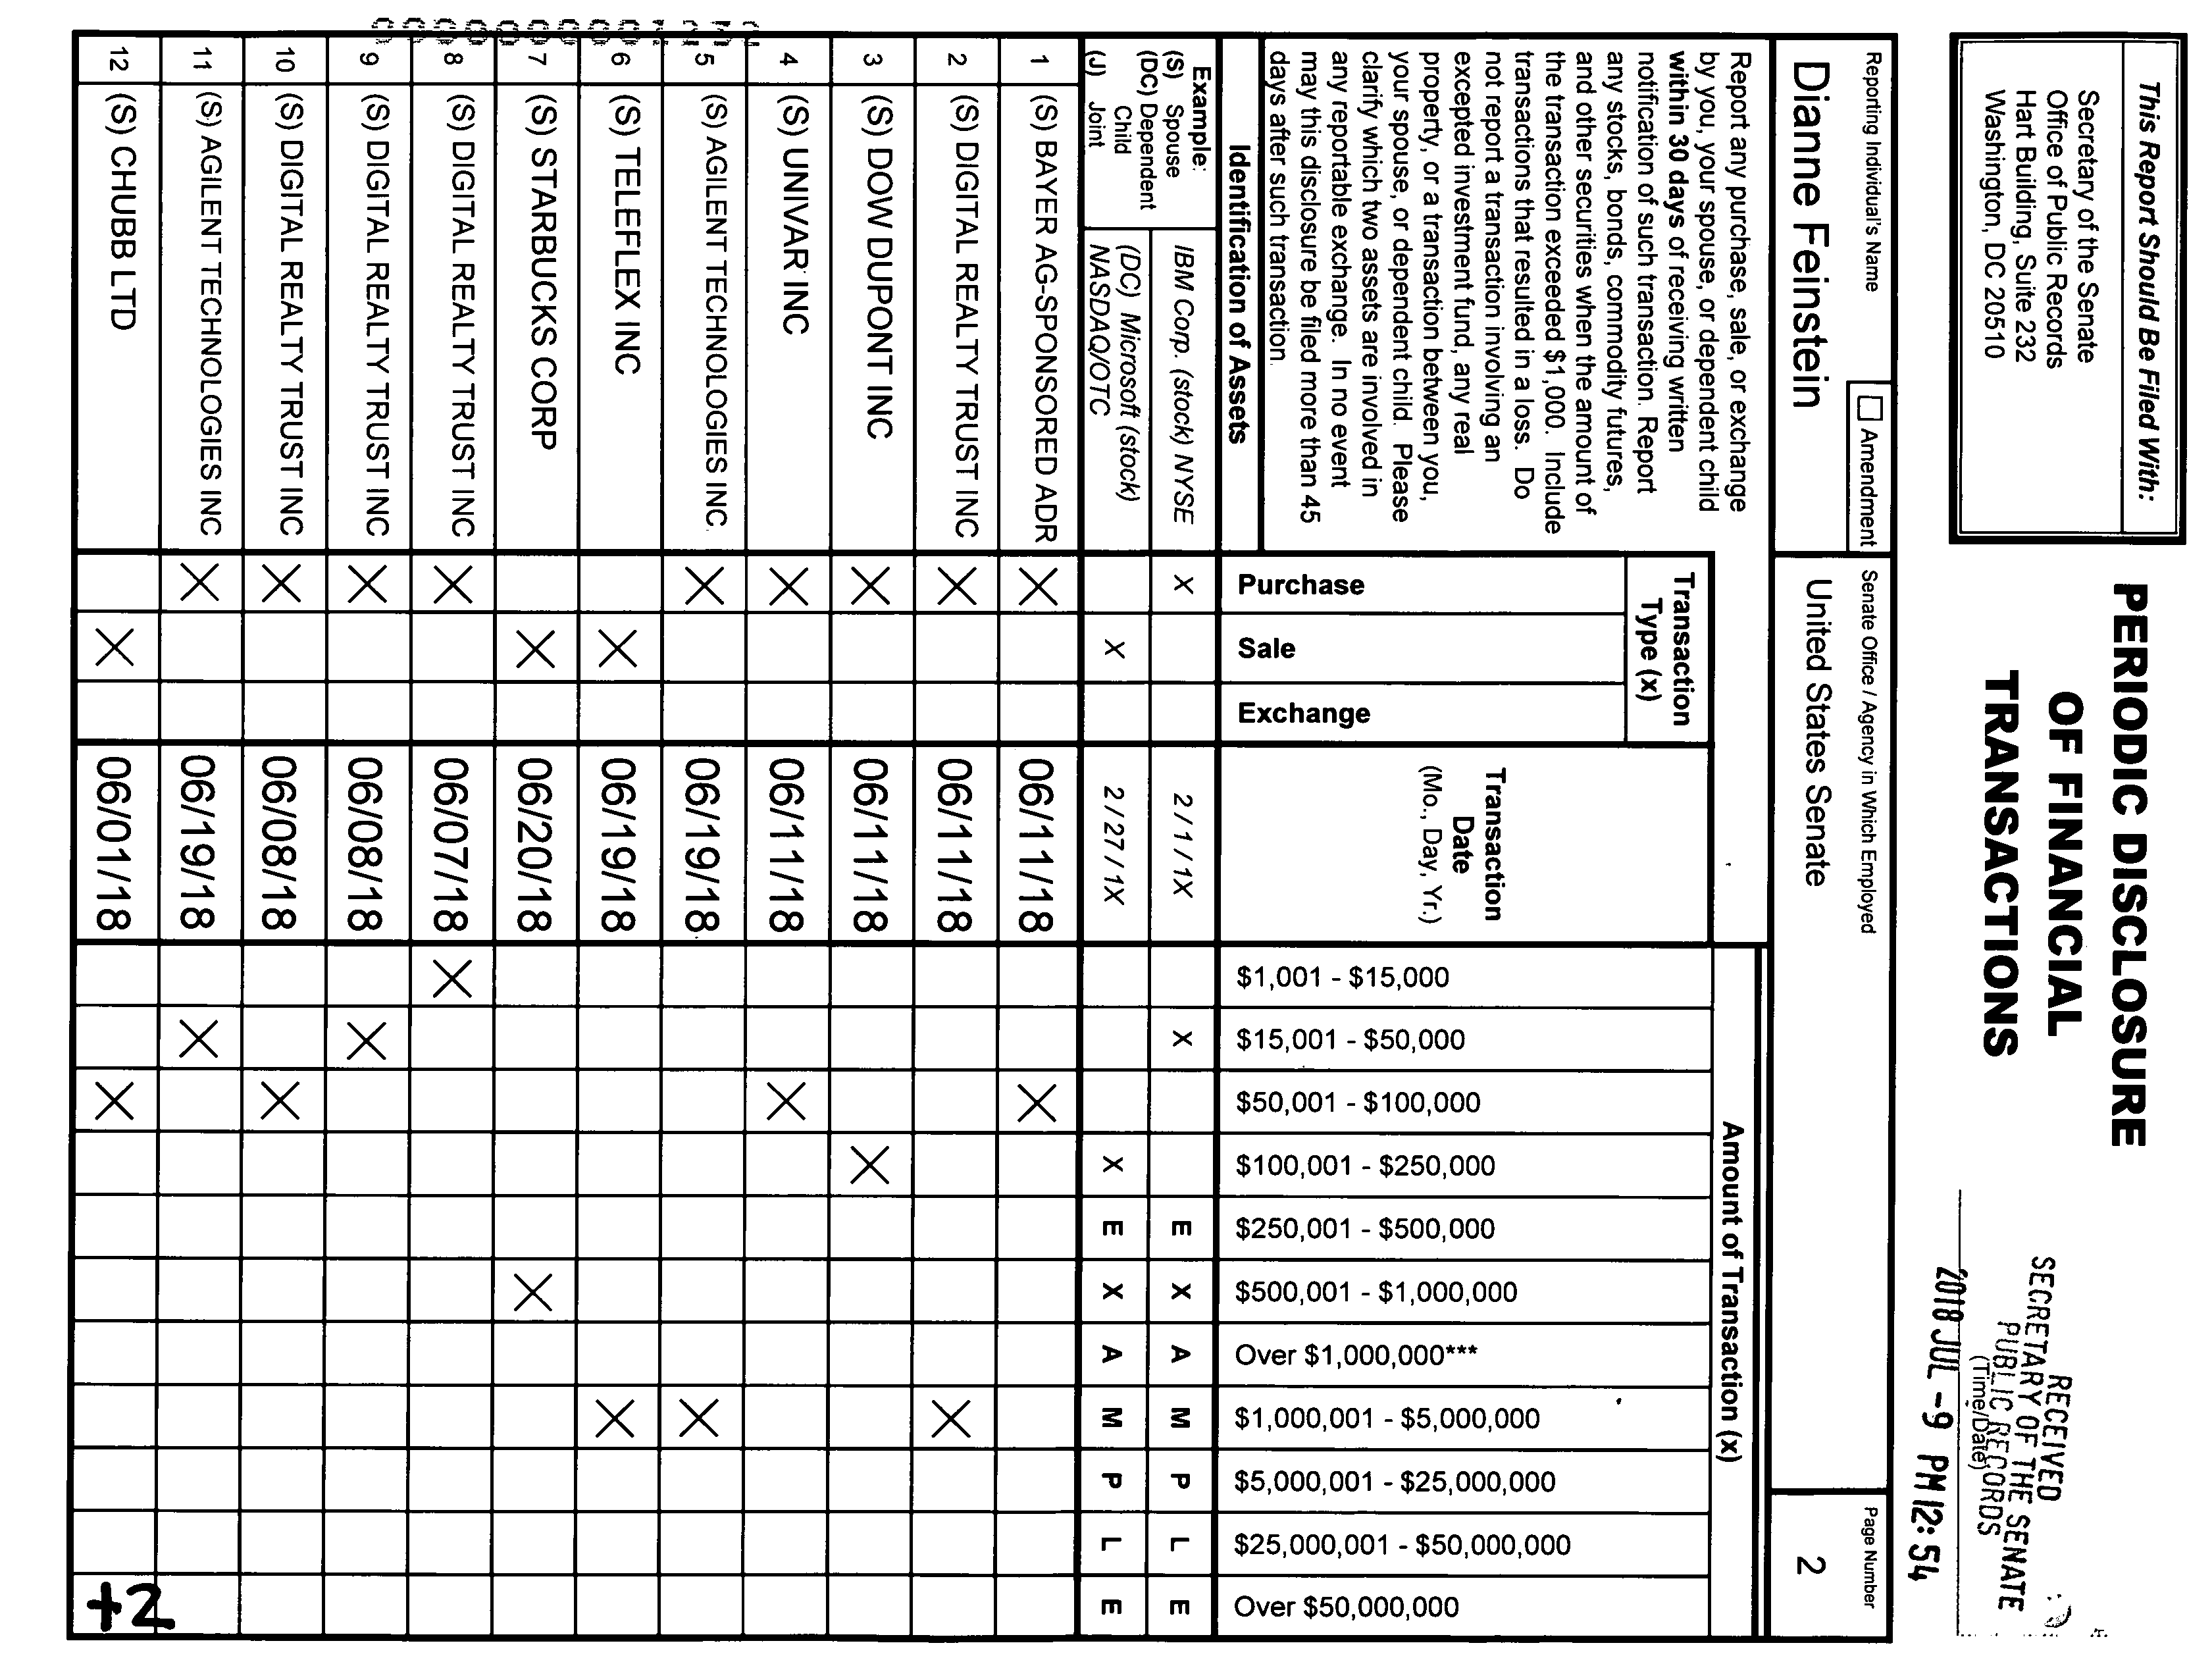 This Report Should Be Filed With:
Secretary of the Senate
Office of Public Records
Hart Building, Suite 232
Washington, DC 20510
PERIODIC DISCLOSURE
OF FINANCIAL
TRANSACTIONS
RECEIVED
SECRETARY OF THE SENATE
PUBLIC RECORDS
(Time/Date)
2018 JUL -9 PM 12:54
Reporting Individual's Name
Amendment
Senate Office / Agency in Which Employed
Page Number
Dianne Feinstein
United States Senate
2
Report any purchase, sale, or exchange
by you, your spouse, or dependent child
within 30 days of receiving written
notification of such transaction. Report
any stocks, bonds, commodity futures,
and other securities when the amount of
the transaction exceeded $1,000. Include
transactions that resulted in a loss. Do
not report a transaction involving an
excepted investment fund, any real
property, or a transaction between you,
your spouse, or dependent child. Please
clarify which two assets are involved in
any reportable exchange. In no event
may this disclosure be filed more than 45
days after such transaction
Transaction
Type (x)
Transaction
Date
(Mo., Day, Yr.)
Amount of Transaction (x)
Identification of Assets
Purchase
Sale
Exchange
$1,001 - $15,000
$15,001 - $50,000
$50,001 - $100,000
$100,001 - $250,000
$250,001 - $500,000
$500,001 - $1,000,000
Over $1,000,000***
$1,000,001 - $5,000,000
$5,000,001 - $25,000,000
$25,000,001 - $50,000,000
Over $50,000,000
Example:
(S) Spouse
(DC) Dependent
Child
(J) Joint
IBM Corp. (stock) NYSE X 2 / 1 / 1X X E X A M P L E
(DC) Microsoft (stock)
NASDAQ/OTC X 2 / 27 / 1X X E X A M P L E
1 (S) BAYER AG-SPONSORED ADR X 06/11/18 X
2 (S) DIGITAL REALTY TRUST INC X 06/11/18 X
3 (S) DOW DUPONT INC X 06/11/18 X
4 (S) UNIVAR INC X 06/11/18 X
5 (S) AGILENT TECHNOLOGIES INC X 06/19/18 X
6 (S) TELEFLEX INC X 06/19/18 X
7 (S) STARBUCKS CORP X 06/20/18 X
8 (S) DIGITAL REALTY TRUST INC X 06/07/18 X
9 (S) DIGITAL REALTY TRUST INC X 06/08/18 X
10 (S) DIGITAL REALTY TRUST INC X 06/08/18 X
11 (S) AGILENT TECHNOLOGIES INC X 06/19/18 X
12 (S) CHUBB LTD X 06/01/18 X
+2